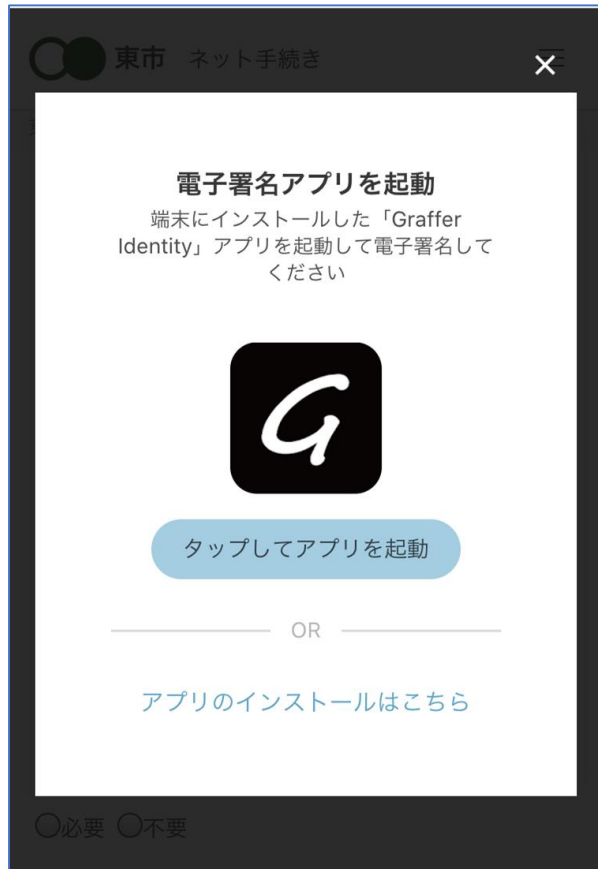 東市 ネット手続き
×
電子署名アプリを起動
端末にインストールした「Graffer
Identity」アプリを起動して電子署名して
ください
G
タップしてアプリを起動
OR
アプリのインストールはこちら
○必要 ○不要